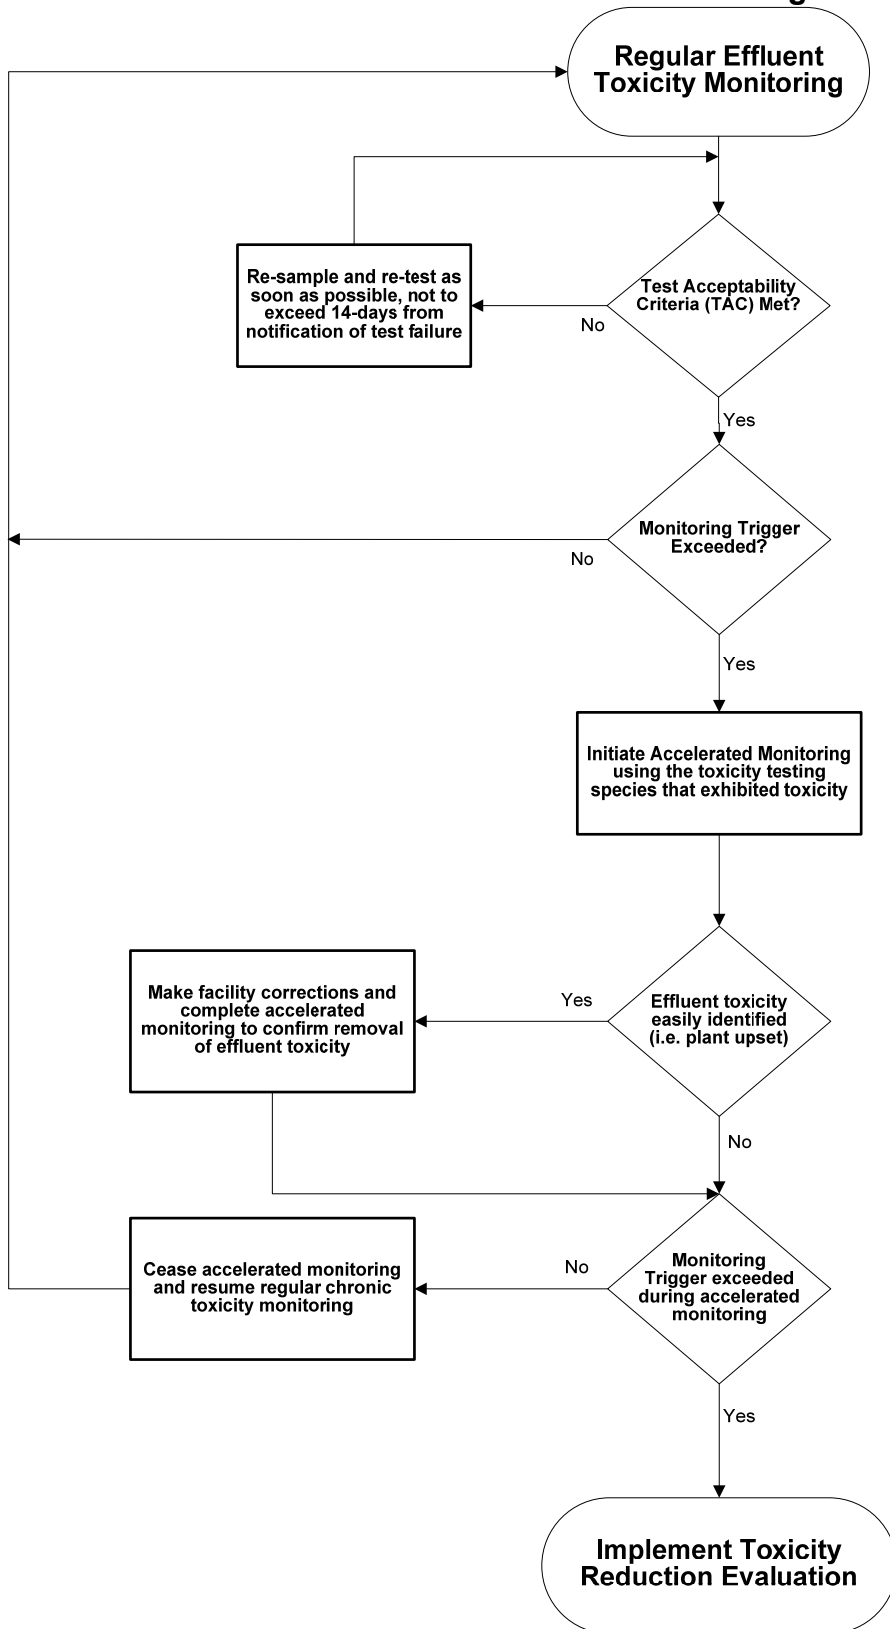 Regular Effluent
Toxicity Monitoring
Re-sample and re-test as
soon as possible, not to
exceed 14-days from
notification of test failure
Test Acceptability
Criteria (TAC) Met?
No
Yes
Monitoring Trigger
Exceeded?
No
Yes
Initiate Accelerated Monitoring
using the toxicity testing
species that exhibited toxicity
Make facility corrections and
complete accelerated
monitoring to confirm removal
of effluent toxicity
Yes
Effluent toxicity
easily identified
(i.e. plant upset)
No
Cease accelerated monitoring
and resume regular chronic
toxicity monitoring
No
Monitoring
Trigger exceeded
during accelerated
monitoring
Yes
Implement Toxicity
Reduction Evaluation